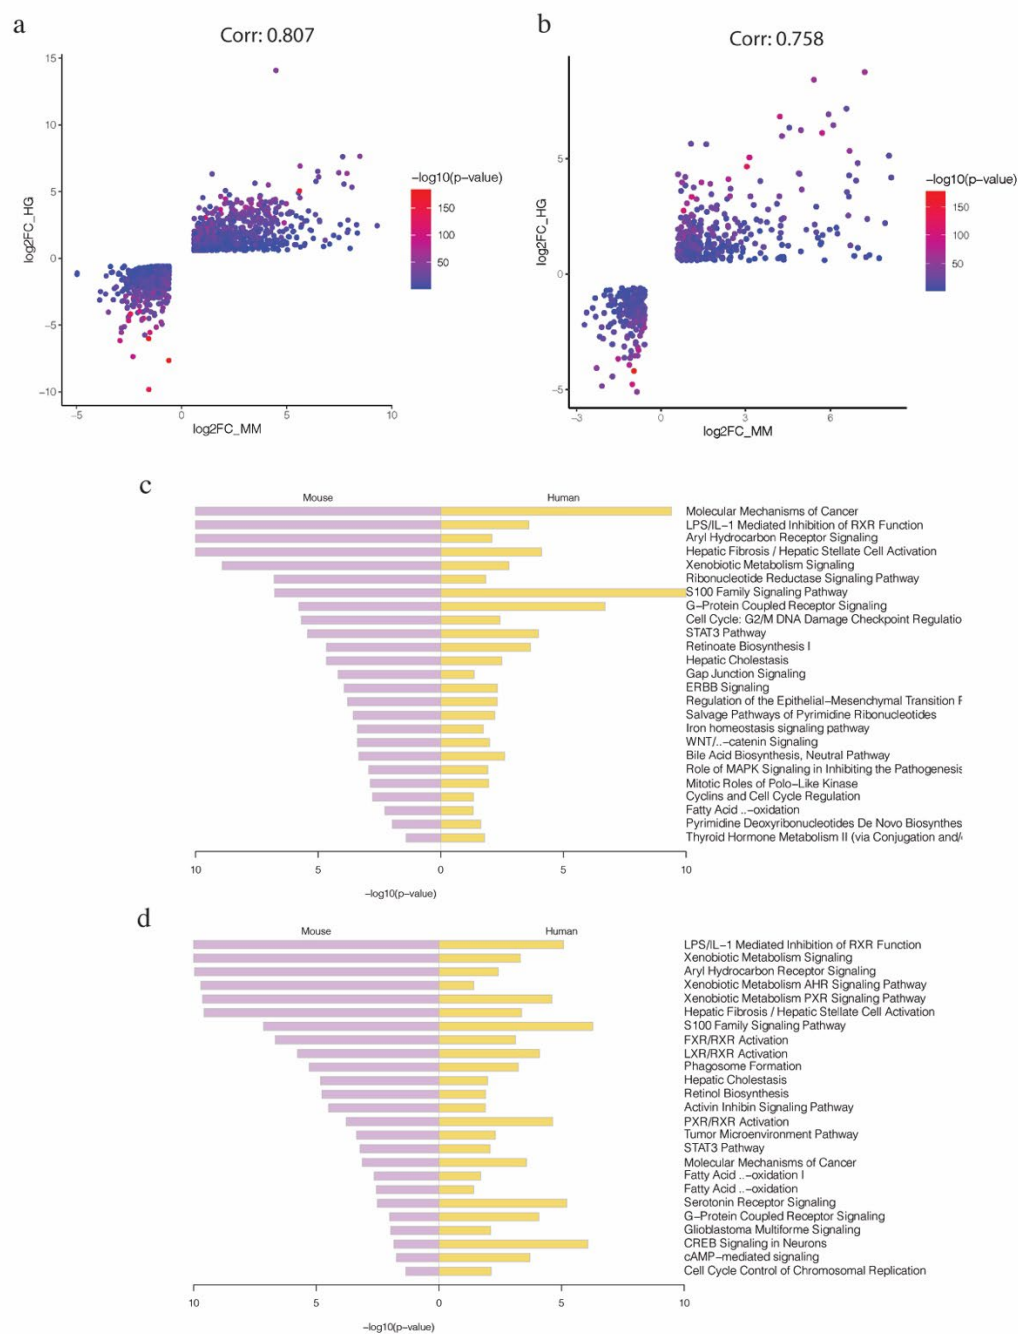 a
Corr: 0.807
15
10
5
0
−5
−10
log2FC_HG
−5
0
5
10
log2FC_MM
−log10(p−value)
150
100
50
b
Corr: 0.758
5
0
−5
log2FC_HG
−3
0
3
6
log2FC_MM
−log10(p−value)
150
100
50
c
Mouse
Human
Molecular Mechanisms of Cancer
LPS/IL−1 Mediated Inhibition of RXR Function
Aryl Hydrocarbon Receptor Signaling
Hepatic Fibrosis / Hepatic Stellate Cell Activation
Xenobiotic Metabolism Signaling
Ribonucleotide Reductase Signaling Pathway
S100 Family Signaling Pathway
G−Protein Coupled Receptor Signaling
Cell Cycle: G2/M DNA Damage Checkpoint Regulatio
STAT3 Pathway
Retinoate Biosynthesis I
Hepatic Cholestasis
Gap Junction Signaling
ERBB Signaling
Regulation of the Epithelial−Mesenchymal Transition
Salvage Pathways of Pyrimidine Ribonucleotides
Iron homeostasis signaling pathway
WNT/..−catenin Signaling
Bile Acid Biosynthesis, Neutral Pathway
Role of MAPK Signaling in Inhibiting the Pathogenesis
Mitotic Roles of Polo−Like Kinase
Cyclins and Cell Cycle Regulation
Fatty Acid ..−oxidation
Pyrimidine Deoxyribonucleotides De Novo Biosynthes
Thyroid Hormone Metabolism II (via Conjugation and/
10
5
0
5
10
−log10(p−value)
d
Mouse
Human
LPS/IL−1 Mediated Inhibition of RXR Function
Xenobiotic Metabolism Signaling
Aryl Hydrocarbon Receptor Signaling
Xenobiotic Metabolism AHR Signaling Pathway
Xenobiotic Metabolism PXR Signaling Pathway
Hepatic Fibrosis / Hepatic Stellate Cell Activation
S100 Family Signaling Pathway
FXR/RXR Activation
LXR/RXR Activation
Phagosome Formation
Hepatic Cholestasis
Retinol Biosynthesis
Activin Inhibin Signaling Pathway
PXR/RXR Activation
Tumor Microenvironment Pathway
STAT3 Pathway
Molecular Mechanisms of Cancer
Fatty Acid ..−oxidation I
Fatty Acid ..−oxidation
Serotonin Receptor Signaling
G−Protein Coupled Receptor Signaling
Glioblastoma Multiforme Signaling
CREB Signaling in Neurons
cAMP−mediated signaling
Cell Cycle Control of Chromosomal Replication
10
5
0
5
10
−log10(p−value)